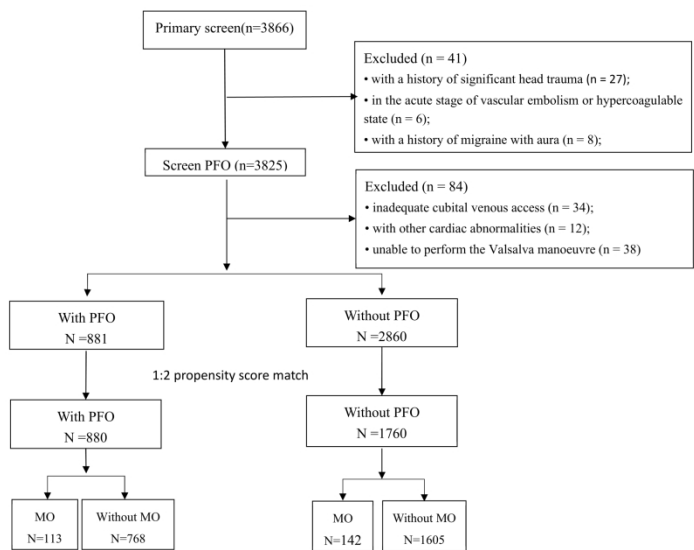 Primary screen(n=3866)
Excluded (n = 41)
• with a history of significant head trauma (n = 27);
• in the acute stage of vascular embolism or hypercoagulable
state (n = 6);
• with a history of migraine with aura (n = 8);
Screen PFO (n=3825)
Excluded (n = 84)
• inadequate cubital venous access (n = 34);
• with other cardiac abnormalities (n = 12);
• unable to perform the Valsalva manoeuvre (n = 38)
With PFO
N =881
Without PFO
N =2860
1:2 propensity score match
With PFO
N =880
Without PFO
N =1760
MO
N=113
Without MO
N=768
MO
N=142
Without MO
N=1605